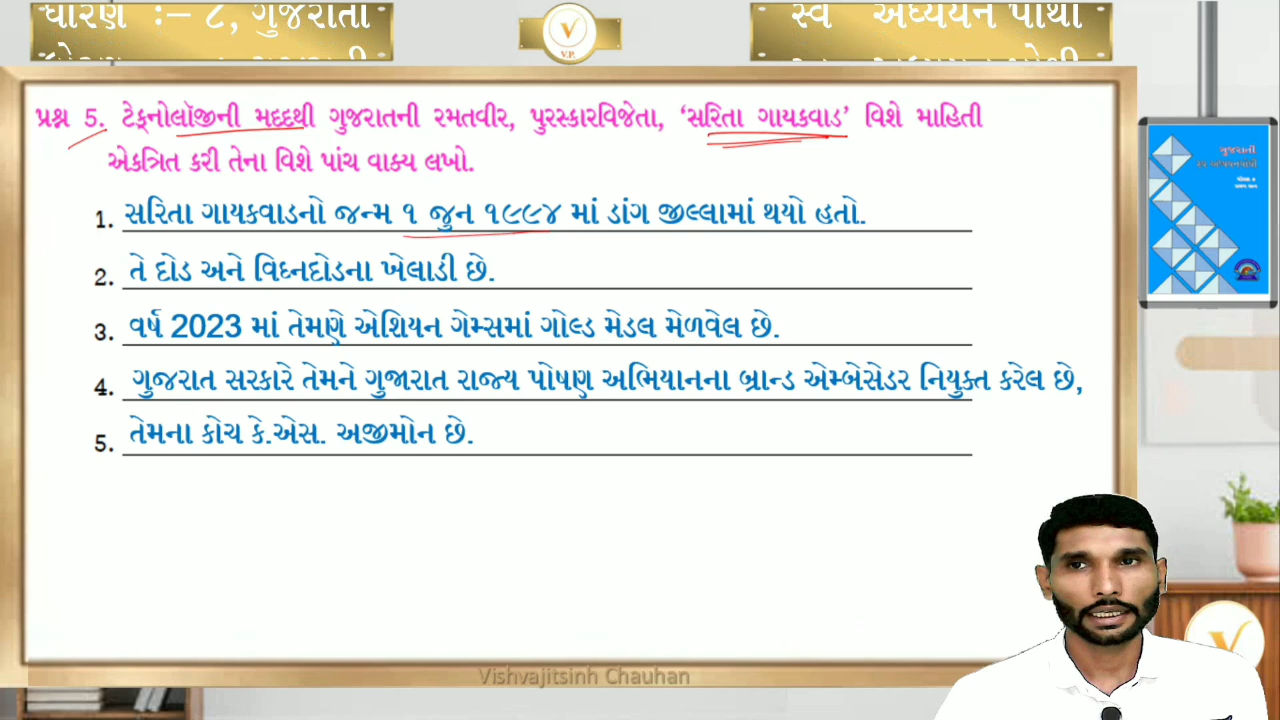 ધોરણ :– ૮, ગુજરાતી
V.P.
સ્વ અધ્યયન પોથી
પ્રશ્ન 5. ટેક્નોલૉજીની મદદથી ગુજરાતની રમતવીર, પુરસ્કારવિજેતા, ‘સરિતા ગાયકવાડ’ વિશે માહિતી
એકત્રિત કરી તેના વિશે પાંચ વાક્ય લખો.
1. સરિતા ગાયકવાડનો જન્મ ૧ જુન ૧૯૯૪ માં ડાંગ જીલ્લામાં થયો હતો.
2. તે દોડ અને વિઘ્નદોડના ખેલાડી છે.
3. વર્ષ 2023 માં તેમણે એશિયન ગેમ્સમાં ગોલ્ડ મેડલ મેળવેલ છે.
4. ગુજરાત સરકારે તેમને ગુજારાત રાજ્ય પોષણ અભિયાનના બ્રાન્ડ એમ્બેસેડર નિયુક્ત કરેલ છે,
5. તેમના કોચ કે.એસ. અજીમોન છે.
ગુજરાતી
Vishvajitsinh Chauhan